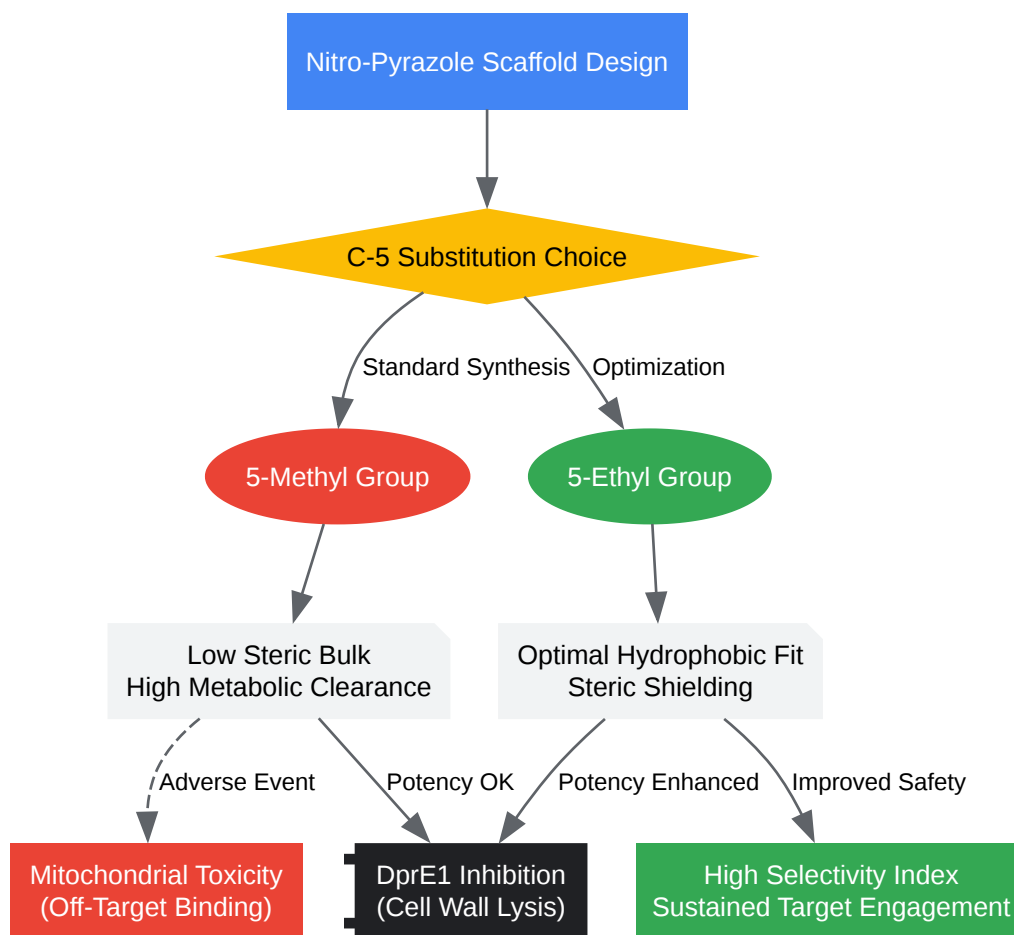 Nitro-Pyrazole Scaffold Design
C-5 Substitution Choice
Standard Synthesis
Optimization
5-Methyl Group
5-Ethyl Group
Low Steric Bulk
High Metabolic Clearance
Optimal Hydrophobic Fit
Steric Shielding
Adverse Event
Potency OK
Potency Enhanced
Improved Safety
Mitochondrial Toxicity
(Off-Target Binding)
DprE1 Inhibition
(Cell Wall Lysis)
High Selectivity Index
Sustained Target Engagement